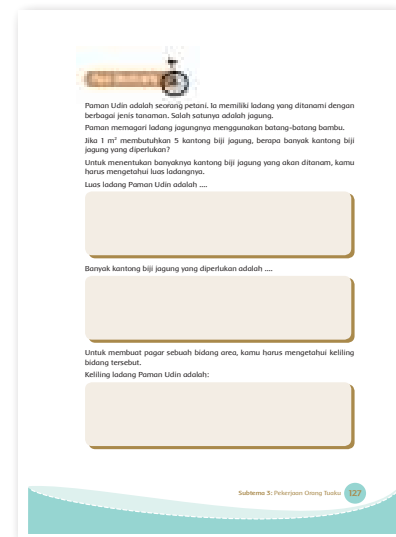 Paman Udin adalah seorang petani. Ia memiliki ladang yang ditanami dengan
berbagai jenis tanaman. Salah satunya adalah jagung.
Paman memagari ladang jagungnya menggunakan batang-batang bambu.
Jika 1 m² membutuhkan 5 kantong biji jagung, berapa banyak kantong biji
jagung yang diperlukan?
Untuk menentukan banyaknya kantong biji jagung yang akan ditanam, kamu
harus mengetahui luas ladangnya.
Luas ladang Paman Udin adalah ....
Banyak kantong biji jagung yang diperlukan adalah ....
Untuk membuat pagar sebuah bidang area, kamu harus mengetahui keliling
bidang tersebut.
Keliling ladang Paman Udin adalah:
Subtema 3: Pekerjaan Orang Tuaku 127